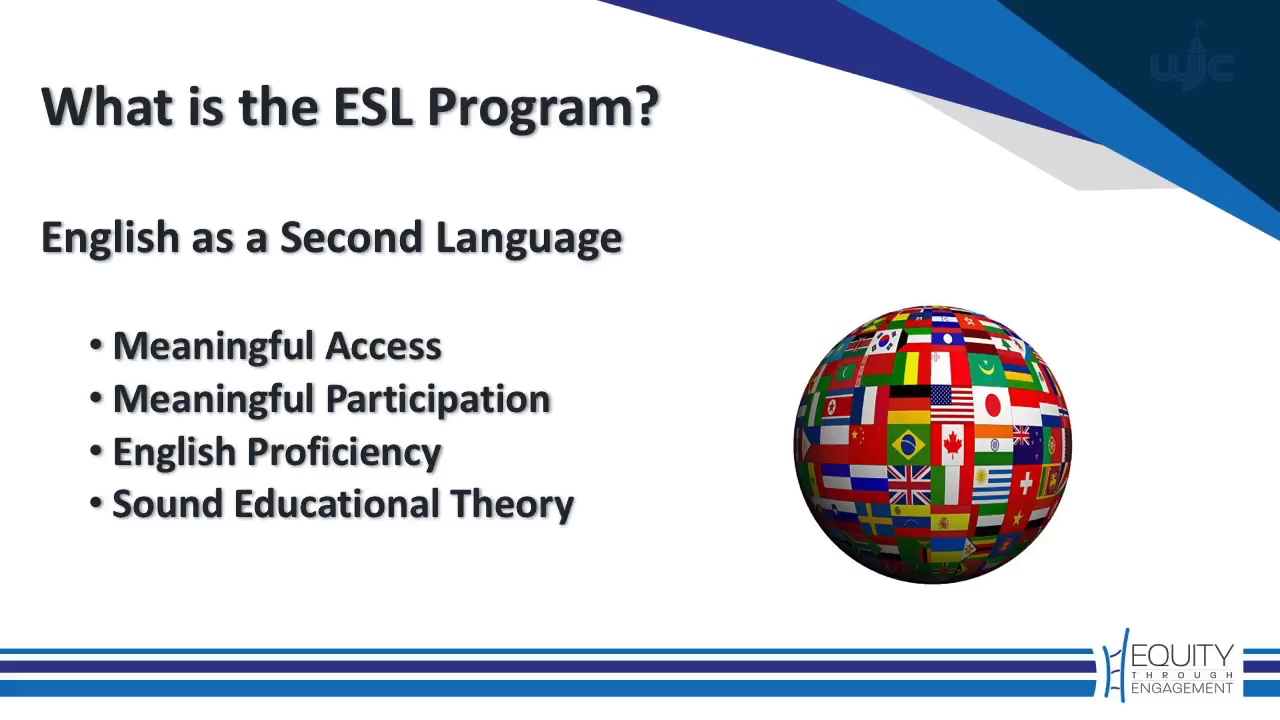 wjc
What is the ESL Program?
English as a Second Language
• Meaningful Access
• Meaningful Participation
• English Proficiency
• Sound Educational Theory
EQUITY
THROUGH
ENGAGEMENT